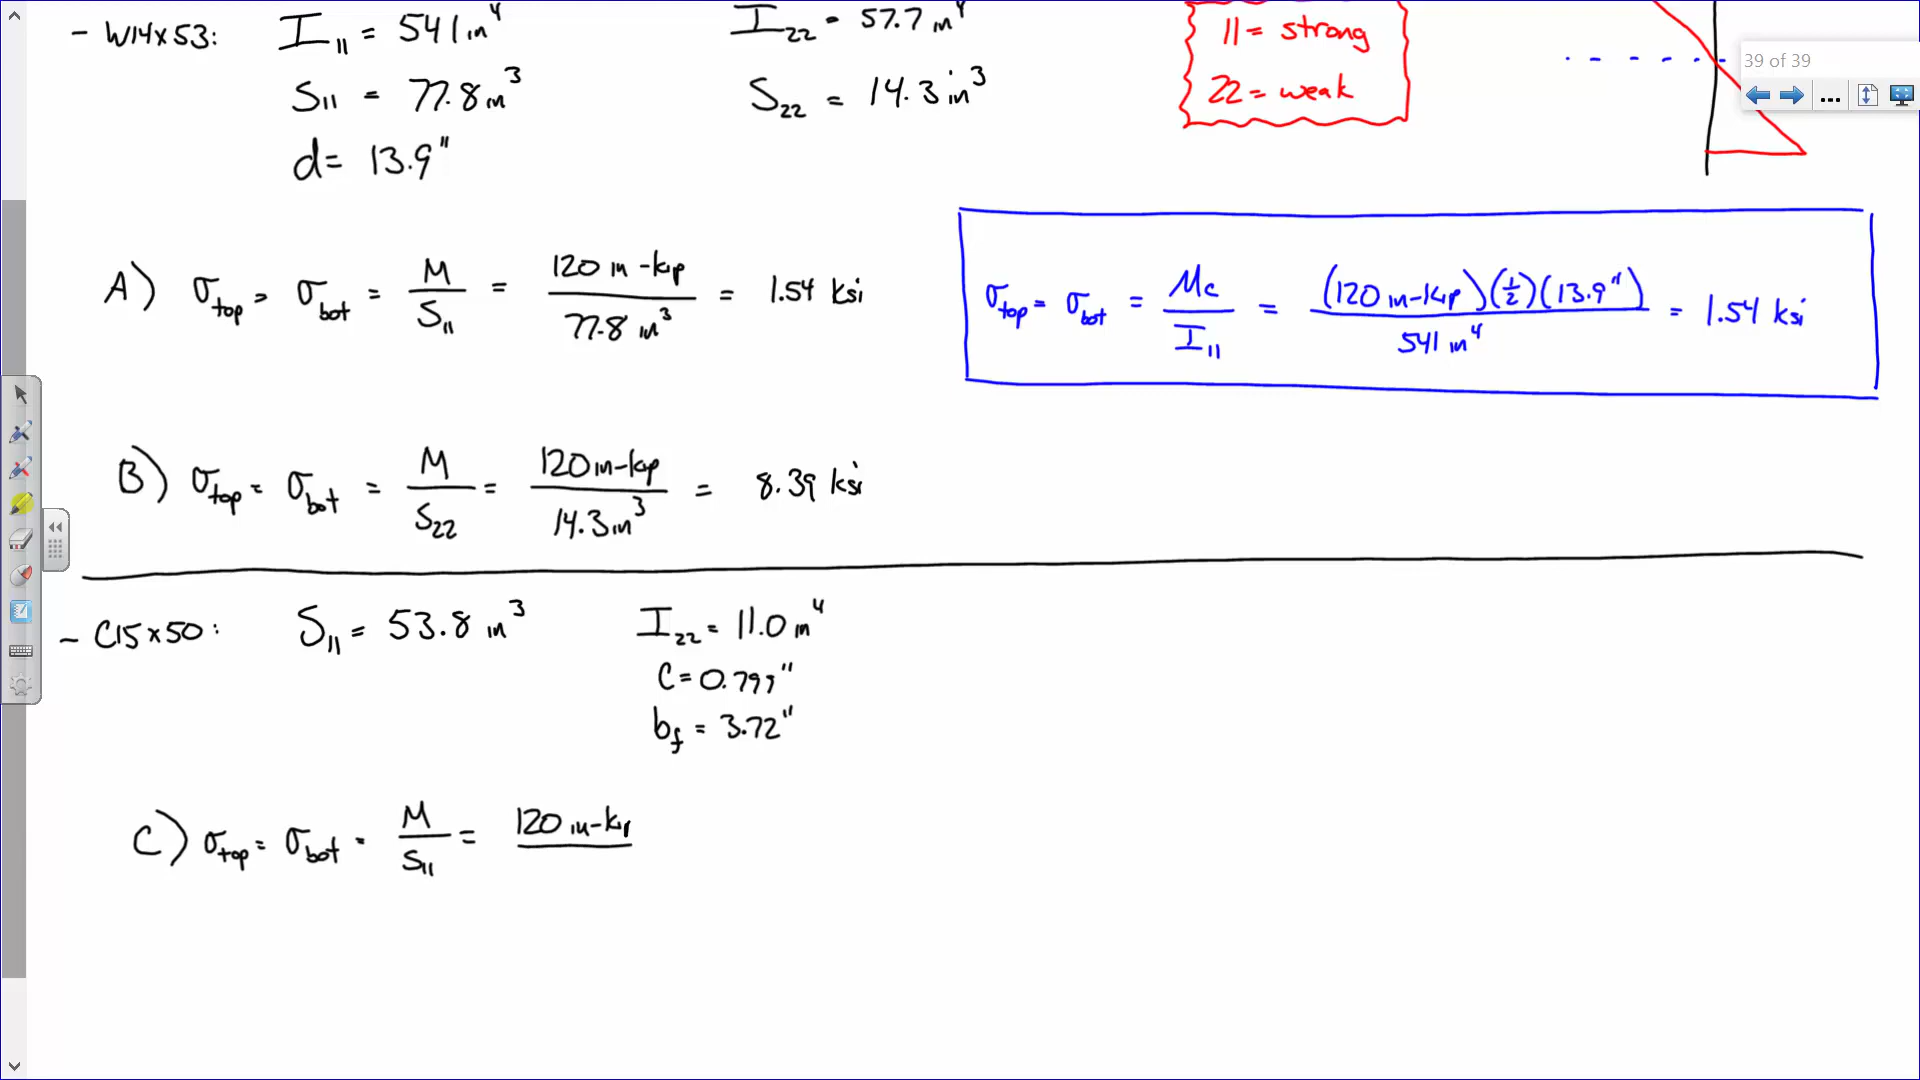 - W14x53: I₁₁ = 541 in⁴ I₂₂ = 57.7 in⁴
S₁₁ = 77.8 in³ S₂₂ = 14.3 in³
d = 13.9"
11 = strong
22 = weak
39 of 39
A) σtop = σbot = M/S₁₁ = 120 in-kip / 77.8 in³ = 1.54 ksi
σtop = σbot = Mc/I₁₁ = (120 in-kip)(½)(13.9") / 541 in⁴ = 1.54 ksi
B) σtop = σbot = M/S₂₂ = 120 in-kip / 14.3 in³ = 8.39 ksi
- C15x50: S₁₁ = 53.8 in³ I₂₂ = 11.0 in⁴
C = 0.799"
bf = 3.72"
C) σtop = σbot = M/S₁₁ = 120 in-kip